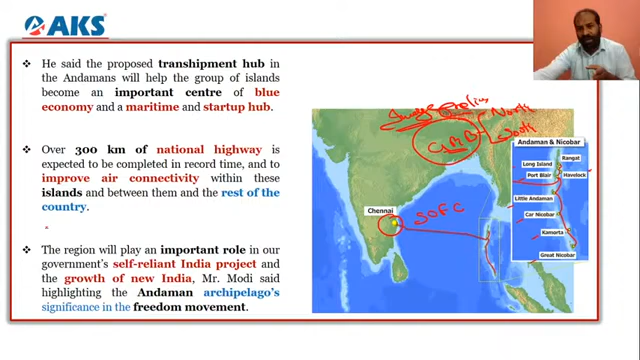 AKS
❖ He said the proposed transhipment hub in
the Andamans will help the group of islands
become an important centre of blue
economy and a maritime and startup hub.
❖ Over 300 km of national highway is
expected to be completed in record time, and to
improve air connectivity within these
islands and between them and the rest of the
country.
❖ The region will play an important role in our
government's self-reliant India project and
the growth of new India, Mr. Modi said
highlighting the Andaman archipelago's
significance in the freedom movement.
North
South
Chennai
SOFC
Andaman & Nicobar
Long Island
Rangat
Port Blair
Havelock
Little Andaman
Car Nicobar
Kamorta
Great Nicobar